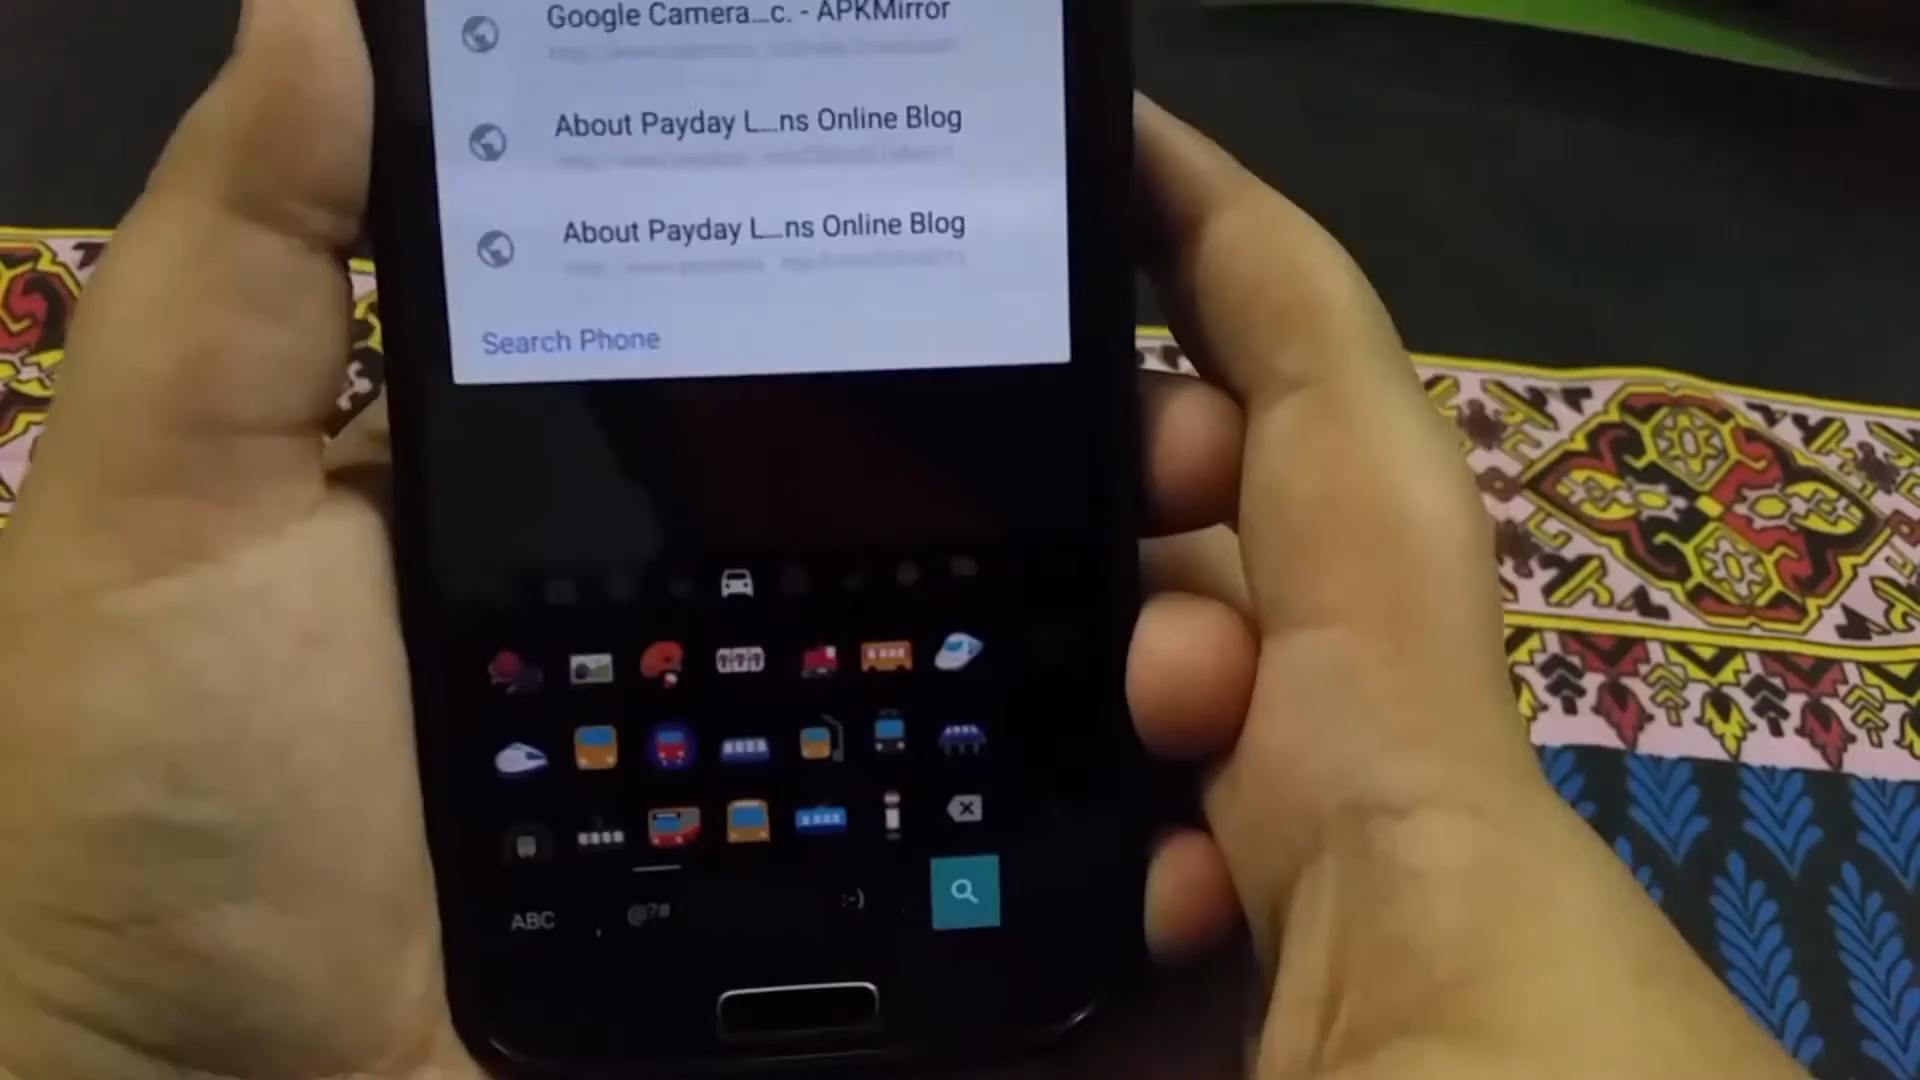 Google Camera...c. - APKMirror
About Payday L...ns Online Blog
About Payday L...ns Online Blog
Search Phone
ABC , @?# :-) .